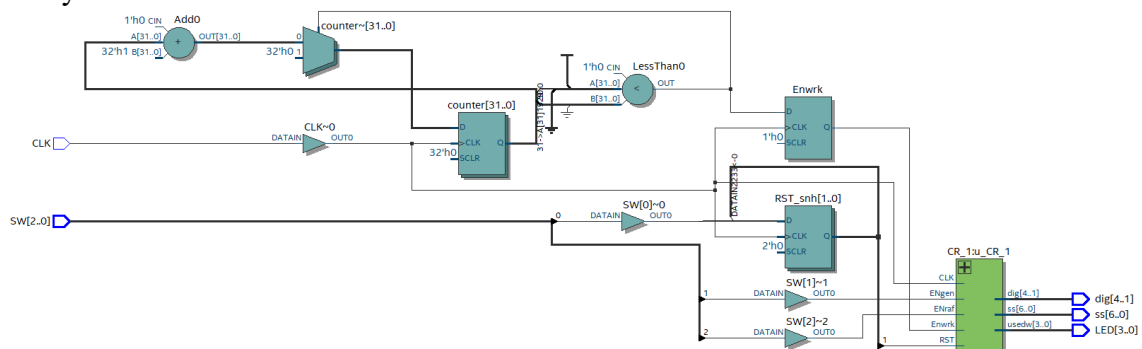 1'h0 CIN
Add0
A[31..0]
OUT[31..0]
32'h1 B[31..0]
+
counter~[31..0]
0
32'h0
1
1'h0 CIN
LessThan0
A[31..0]
OUT
B[31..0]
<
counter[31..0]
D
CLK
Q
32'h0
SCLR
Enwrk
D
CLK
Q
1'h0
SCLR
CLK
CLK~0
DATAIN
OUT0
SW[2..0]
0
SW[0]~0
DATAIN
OUT0
RST_snh[1..0]
D
CLK
Q
2'h0
SCLR
1
SW[1]~1
DATAIN
OUT0
2
SW[2]~2
DATAIN
OUT0
CR_1:u_CR_1
CLK
ENgen
ENraf
Enwrk
1
RST
dig[4..1]
ss[6..0]
usedw[3..0]
dig[4..1]
ss[6..0]
LED[3..0]